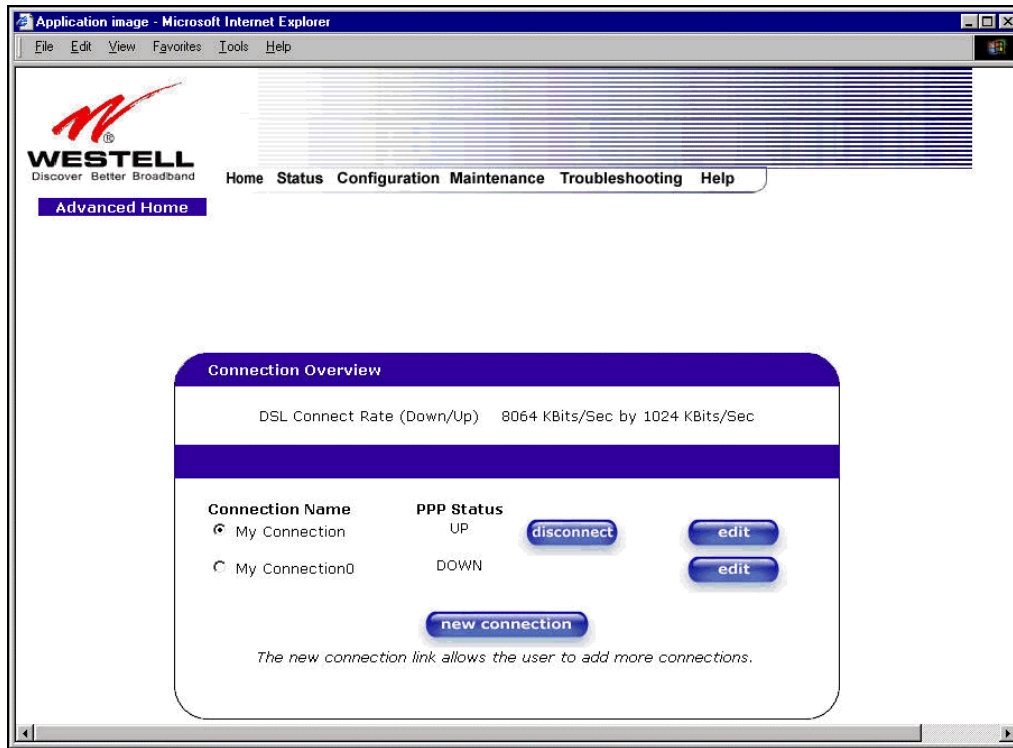 Application image - Microsoft Internet Explorer
File Edit View Favorites Tools Help
WESTELL®
Discover Better Broadband
Home Status Configuration Maintenance Troubleshooting Help
Advanced Home
Connection Overview
DSL Connect Rate (Down/Up) 8064 KBits/Sec by 1024 KBits/Sec
Connection Name PPP Status
My Connection UP disconnect edit
My Connection0 DOWN edit
new connection
The new connection link allows the user to add more connections.